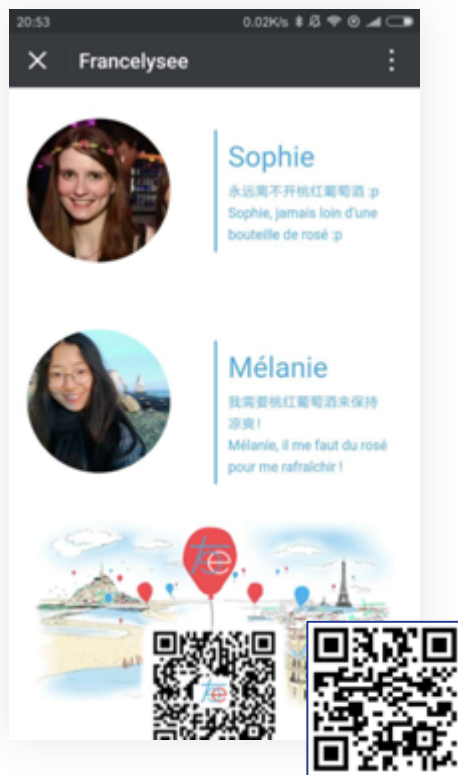 20:53 0.02K/s
Francelysee
Sophie
永远离不开桃红葡萄酒 :p
Sophie, jamais loin d'une
bouteille de rosé :p
Mélanie
我需要桃红葡萄酒来保持
凉爽！
Mélanie, il me faut du rosé
pour me rafraîchir !